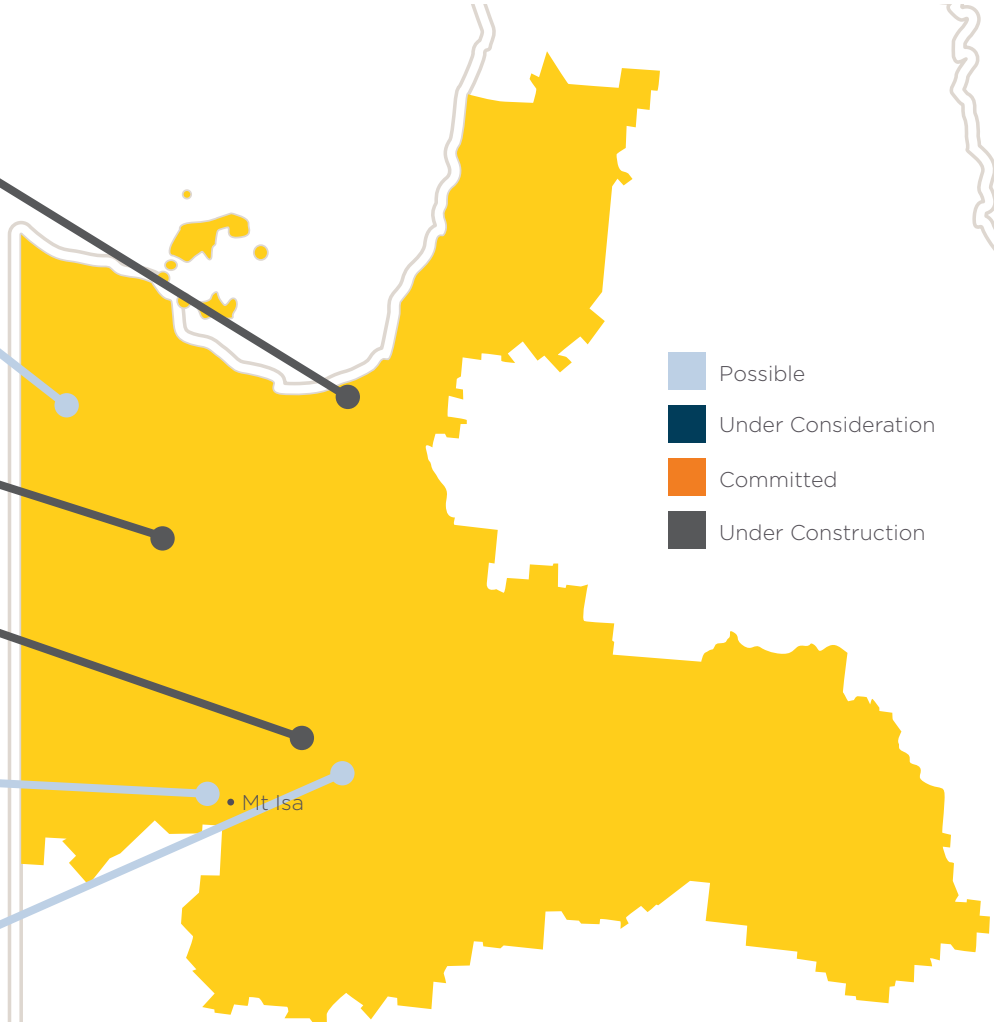 Possible
Under Consideration
Committed
Under Construction
Mt Isa